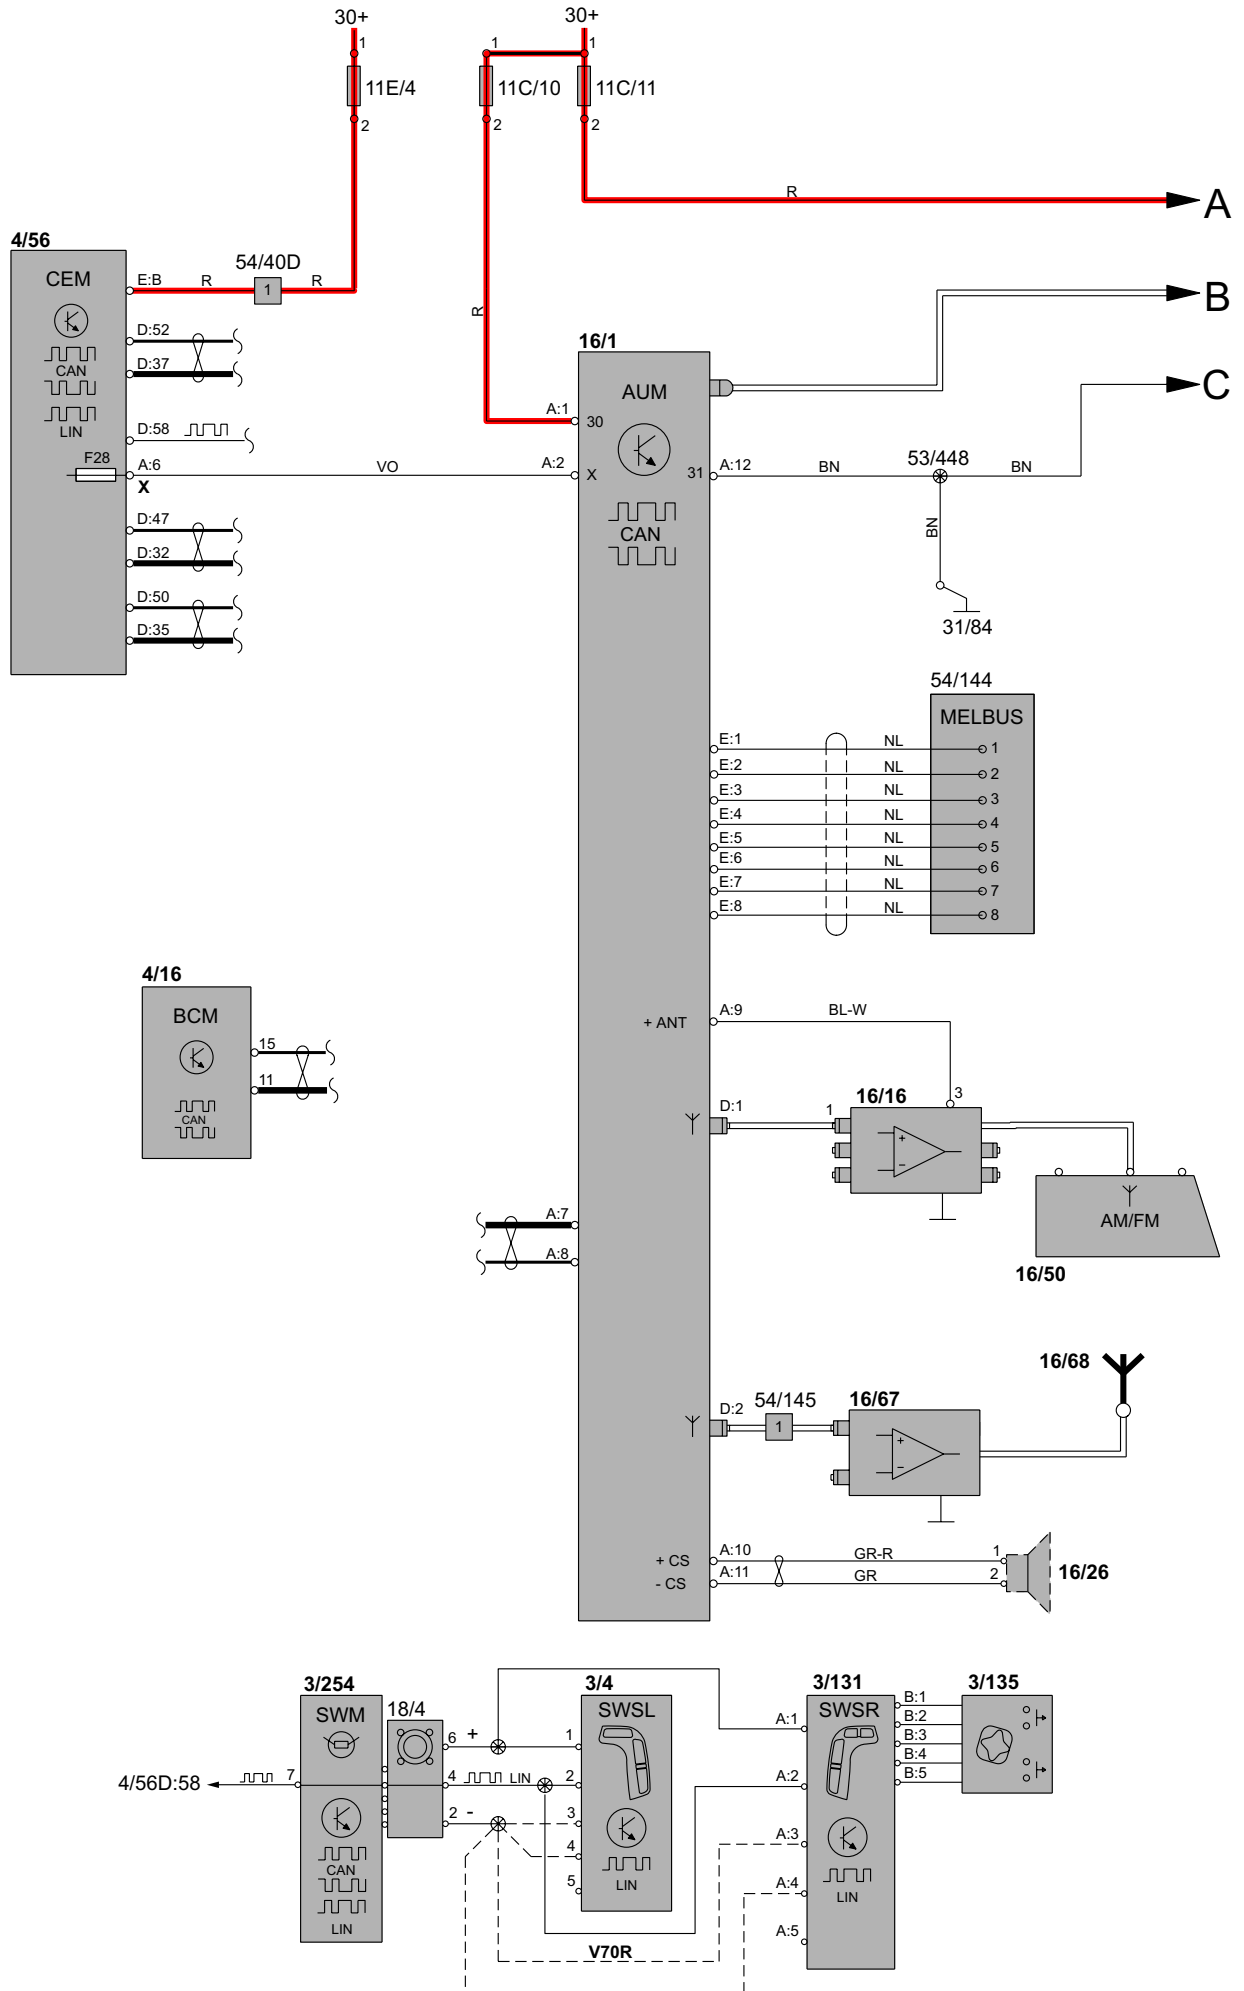 30+
30+
1
1
1
11E/4
11C/10
11C/11
2
2
2
R
A
4/56
CEM
54/40D
E:B
R
1
R
B
D:52
D:37
CAN
LIN
R
16/1
AUM
C
A:1
30
D:58
F28
A:6
X
VO
A:2
X
31
A:12
BN
53/448
BN
CAN
D:47
D:32
BN
D:50
D:35
31/84
54/144
MELBUS
E:1
NL
1
E:2
NL
2
E:3
NL
3
E:4
NL
4
E:5
NL
5
E:6
NL
6
E:7
NL
7
E:8
NL
8
4/16
BCM
15
11
CAN
+ ANT
A:9
BL-W
3
16/16
D:1
1
+
–
AM/FM
16/50
A:7
A:8
16/68
D:2
54/145
1
16/67
+
–
+ CS
A:10
GR-R
1
- CS
A:11
GR
2
16/26
3/254
SWM
18/4
3/4
SWSL
3/131
SWSR
3/135
6
+
1
A:1
B:1
B:2
B:3
B:4
B:5
4/56D:58
7
4
LIN
2
A:2
2
-
3
4
5
A:3
A:4
A:5
CAN
LIN
LIN
LIN
V70R